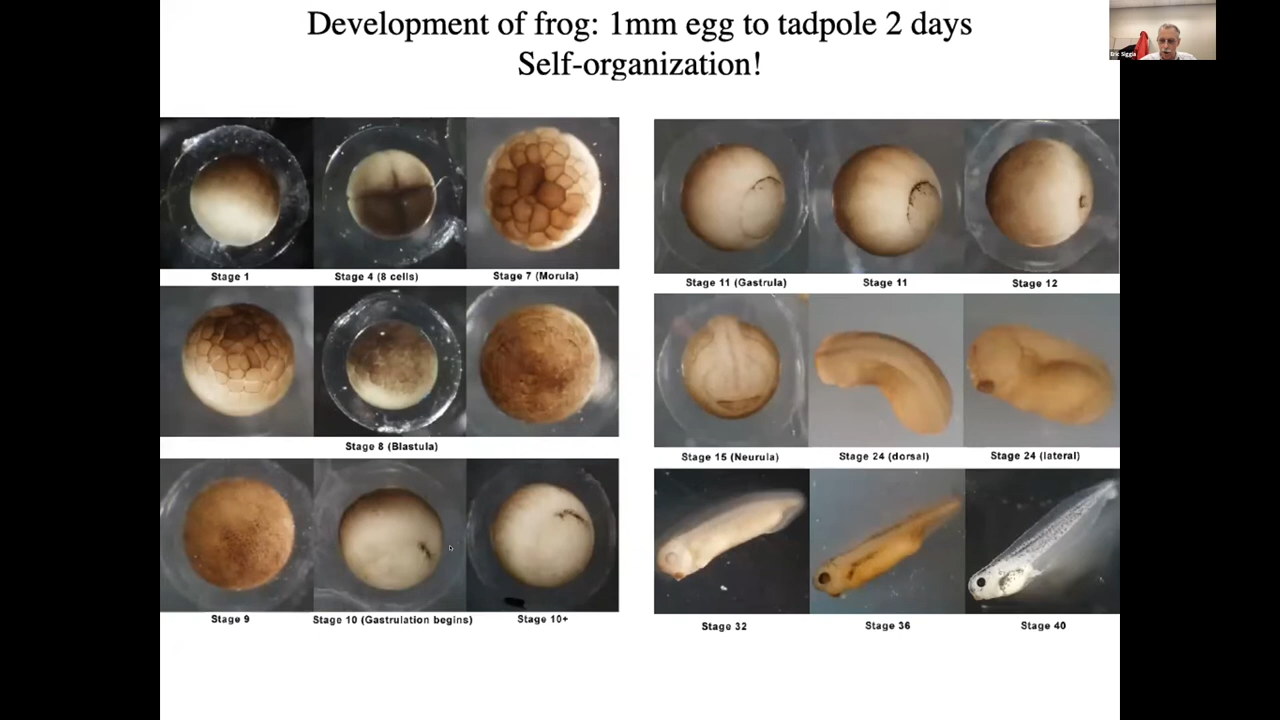 Development of frog: 1mm egg to tadpole 2 days
Self-organization!
Eric Siggia
Stage 1
Stage 4 (8 cells)
Stage 7 (Morula)
Stage 8 (Blastula)
Stage 9
Stage 10 (Gastrulation begins)
Stage 10+
Stage 11 (Gastrula)
Stage 11
Stage 12
Stage 15 (Neurula)
Stage 24 (dorsal)
Stage 24 (lateral)
Stage 32
Stage 36
Stage 40